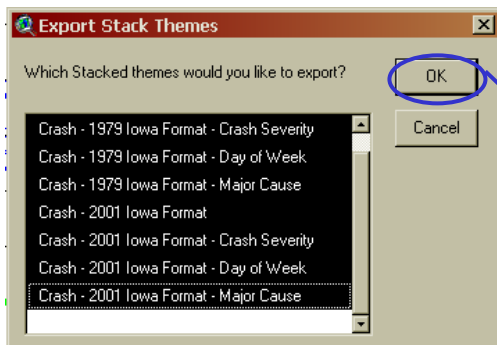 Export Stack Themes
Which Stacked themes would you like to export?
OK
Cancel
Crash - 1979 Iowa Format - Crash Severity
Crash - 1979 Iowa Format - Day of Week
Crash - 1979 Iowa Format - Major Cause
Crash - 2001 Iowa Format
Crash - 2001 Iowa Format - Crash Severity
Crash - 2001 Iowa Format - Day of Week
Crash - 2001 Iowa Format - Major Cause